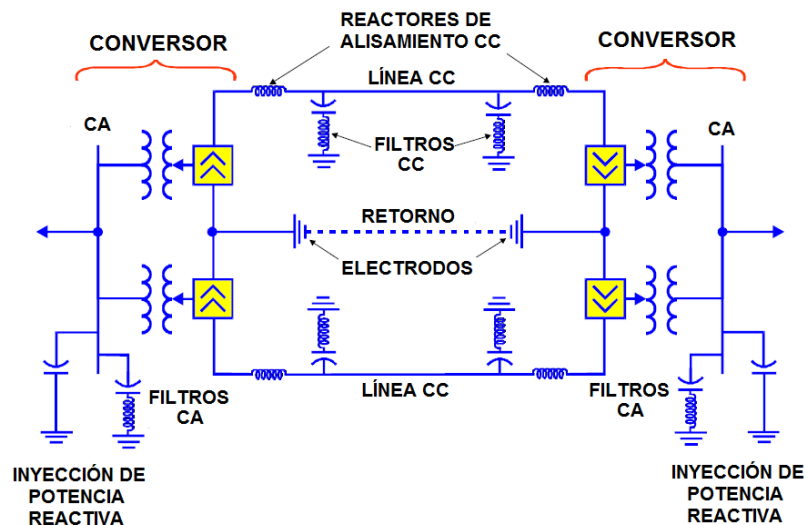 REACTORES DE
ALISAMIENTO CC
CONVERSOR
CONVERSOR
LÍNEA CC
CA
CA
FILTROS
CC
RETORNO
ELECTRODOS
LÍNEA CC
FILTROS
CA
FILTROS
CA
INYECCIÓN DE
POTENCIA
REACTIVA
INYECCIÓN DE
POTENCIA
REACTIVA